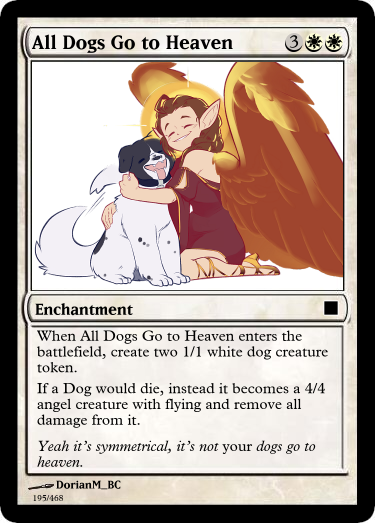 All Dogs Go to Heaven 3
Enchantment
When All Dogs Go to Heaven enters the
battlefield, create two 1/1 white dog creature
token.
If a Dog would die, instead it becomes a 4/4
angel creature with flying and remove all
damage from it.
Yeah it's symmetrical, it's not your dogs go to
heaven.
DorianM_BC
195/468